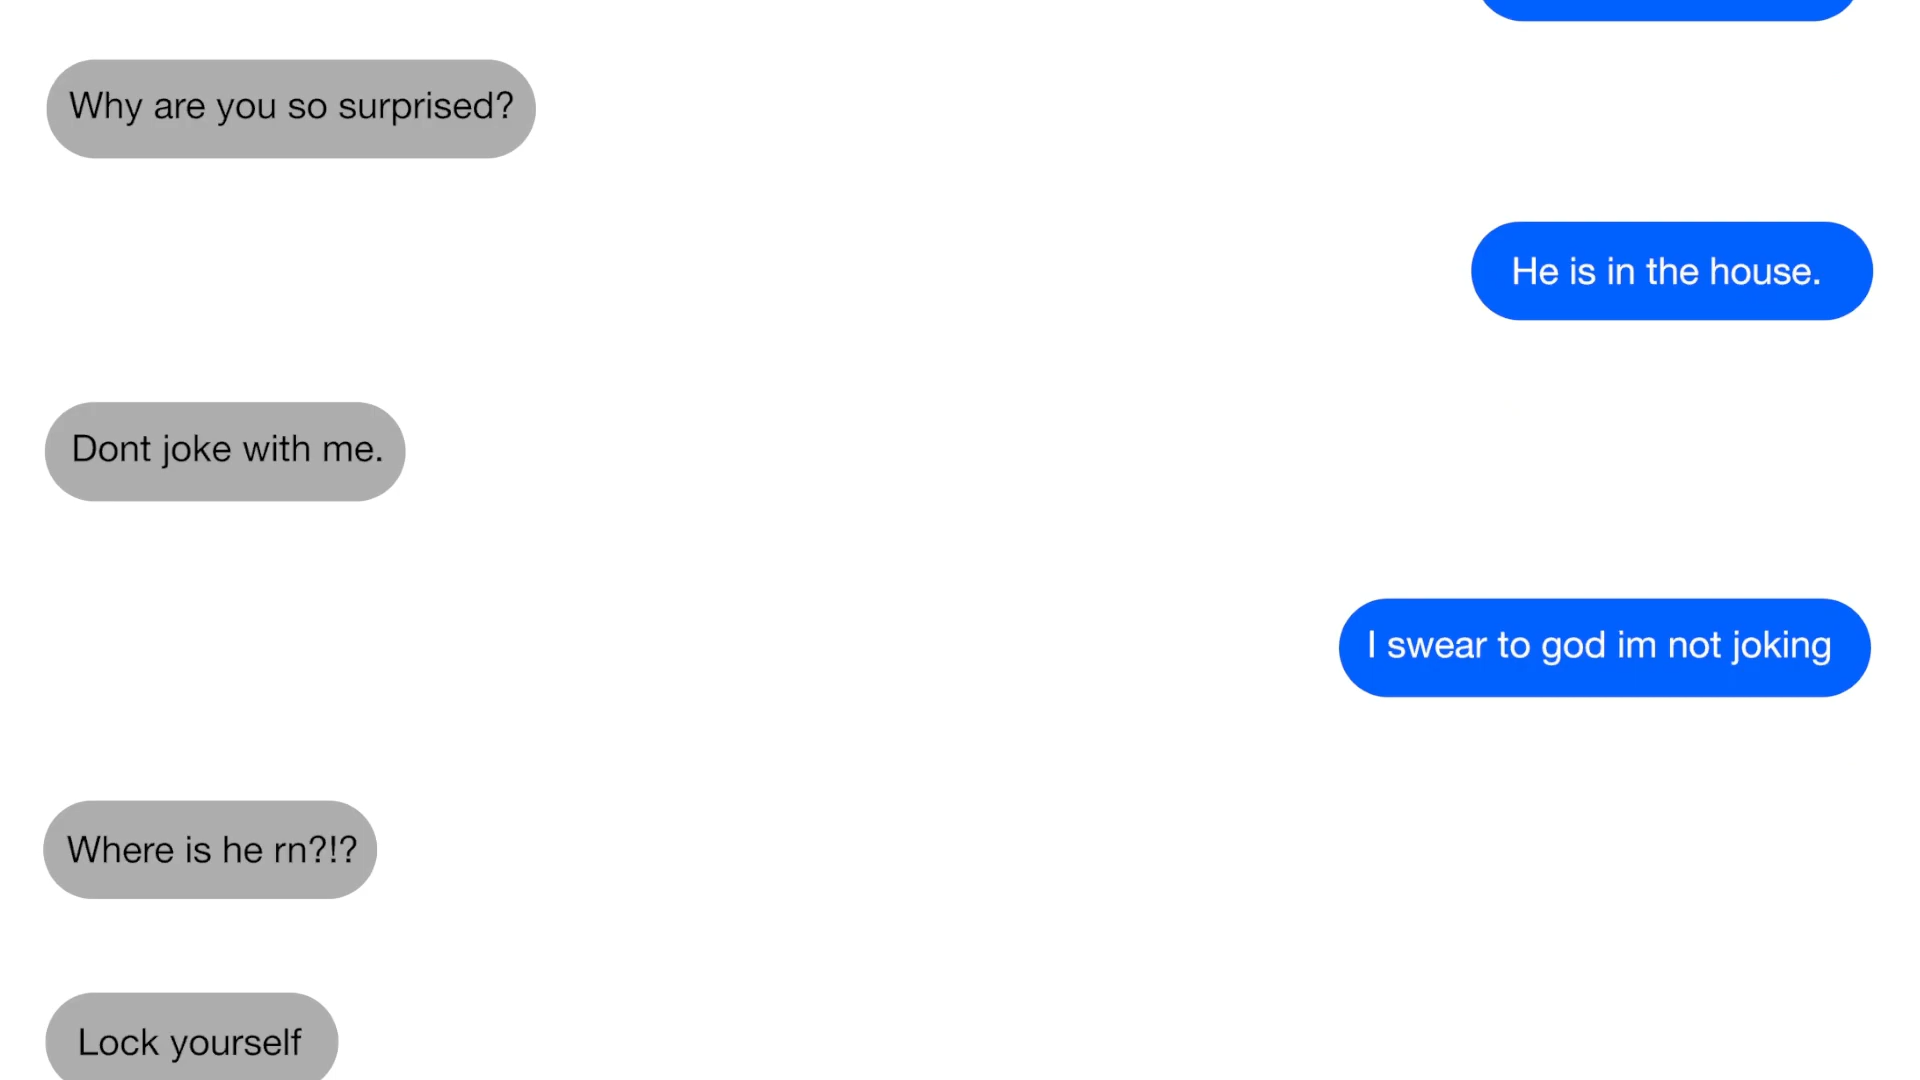 Why are you so surprised?
He is in the house.
Dont joke with me.
I swear to god im not joking
Where is he rn?!?
Lock yourself